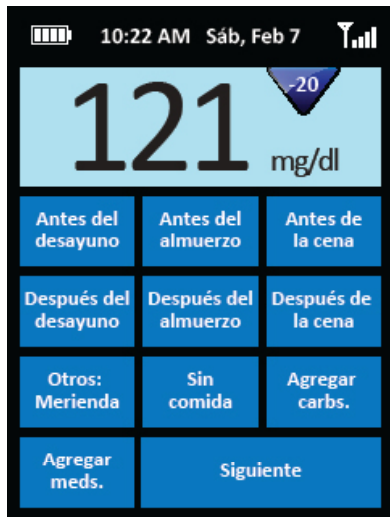 10:22 AM Sáb, Feb 7
-20
121 mg/dl
Antes del
desayuno
Antes del
almuerzo
Antes de
la cena
Después del
desayuno
Después del
almuerzo
Después de
la cena
Otros:
Merienda
Sin
comida
Agregar
carbs.
Agregar
meds.
Siguiente